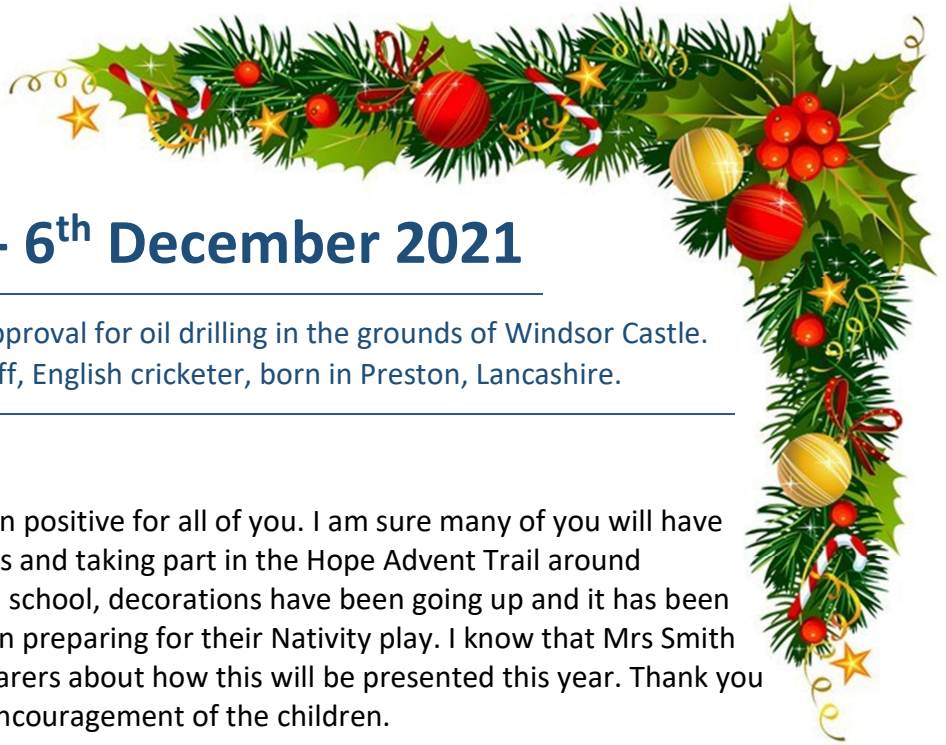 - 6th December 2021
pproval for oil drilling in the grounds of Windsor Castle.
ff, English cricketer, born in Preston, Lancashire.
n positive for all of you. I am sure many of you will have
s and taking part in the Hope Advent Trail around
school, decorations have been going up and it has been
n preparing for their Nativity play. I know that Mrs Smith
arers about how this will be presented this year. Thank you
ncouragement of the children.